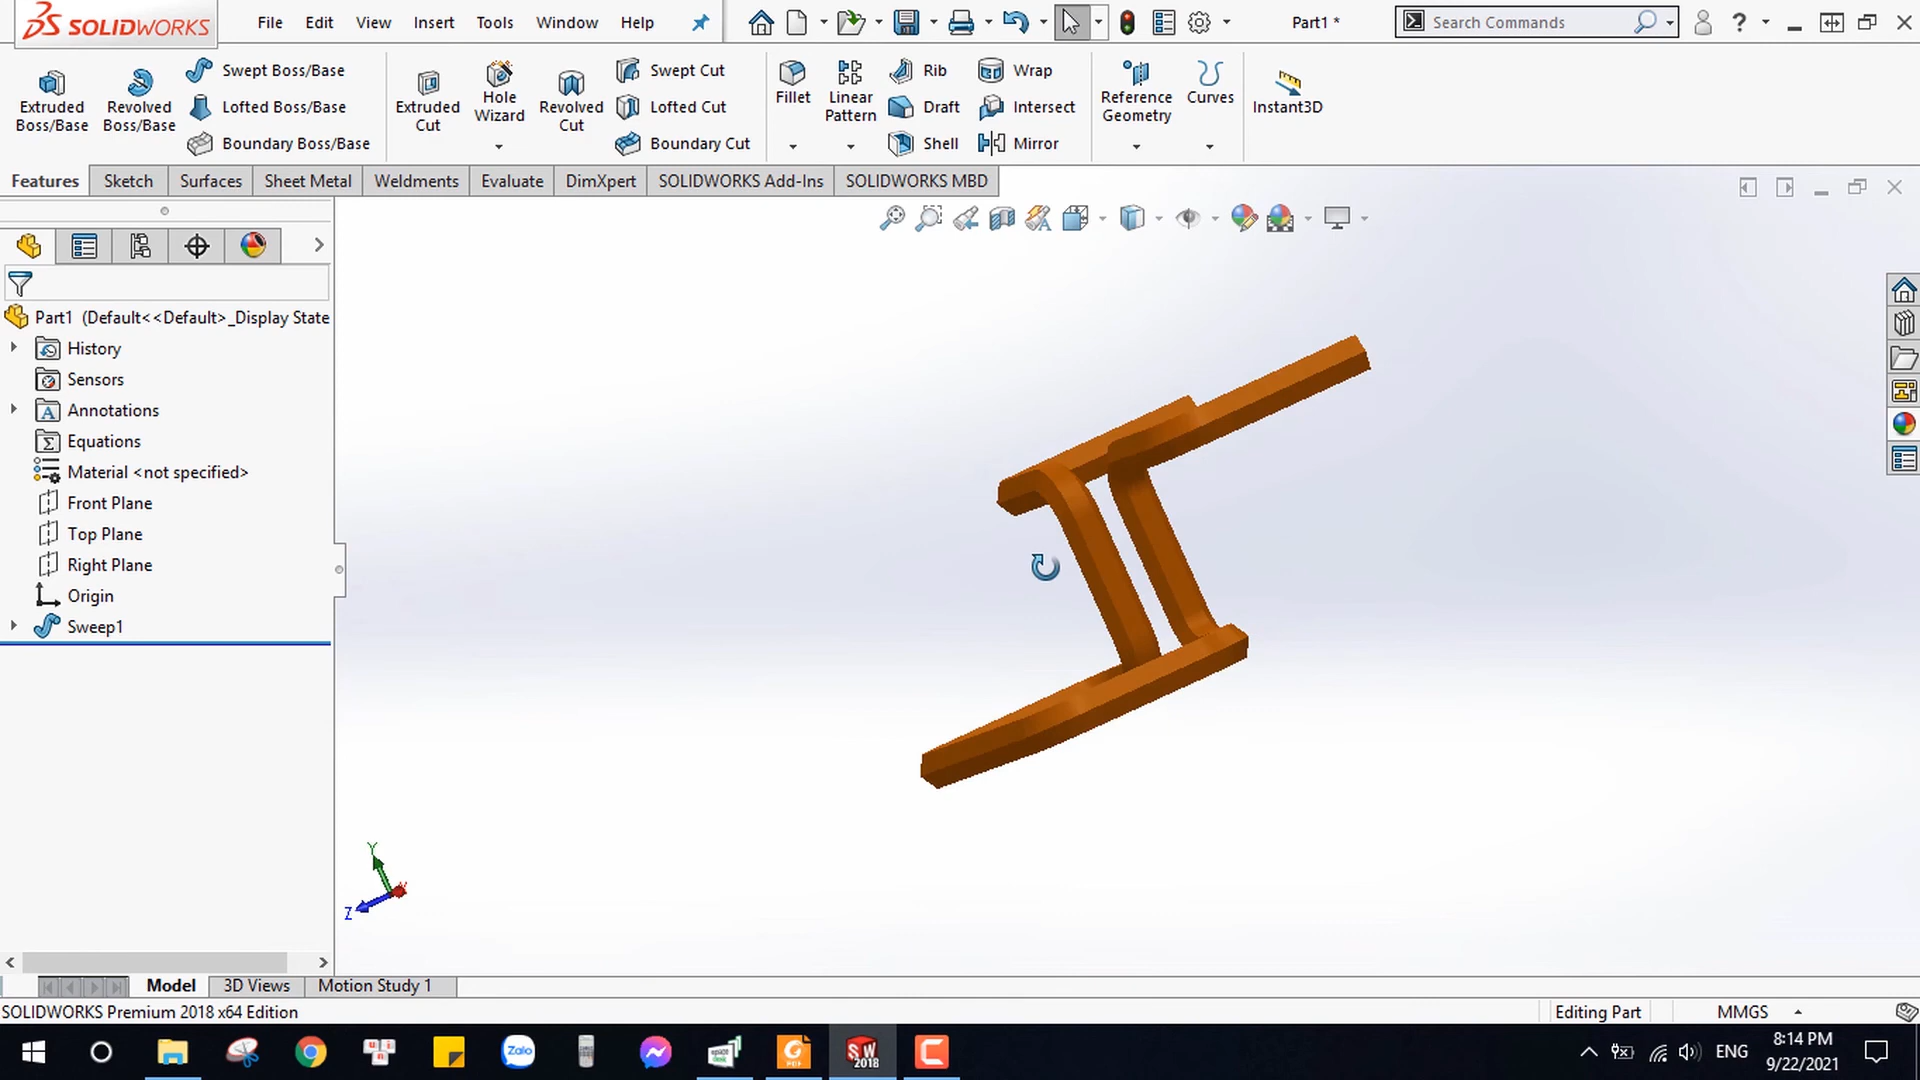 SOLIDWORKS File Edit View Insert Tools Window Help Part1 * Search Commands ?
Extruded Boss/Base
Revolved Boss/Base
Swept Boss/Base
Lofted Boss/Base
Boundary Boss/Base
Extruded Cut
Hole Wizard
Revolved Cut
Swept Cut
Lofted Cut
Boundary Cut
Fillet
Linear Pattern
Rib
Draft
Shell
Wrap
Intersect
Mirror
Reference Geometry
Curves
Instant3D
Features Sketch Surfaces Sheet Metal Weldments Evaluate DimXpert SOLIDWORKS Add-Ins SOLIDWORKS MBD
Part1 (Default<<Default>_Display State
History
Sensors
Annotations
Equations
Material <not specified>
Front Plane
Top Plane
Right Plane
Origin
Sweep1
Y
Z
Model 3D Views Motion Study 1
SOLIDWORKS Premium 2018 x64 Edition Editing Part MMGS
Zalo
SW 2018
ENG
8:14 PM
9/22/2021